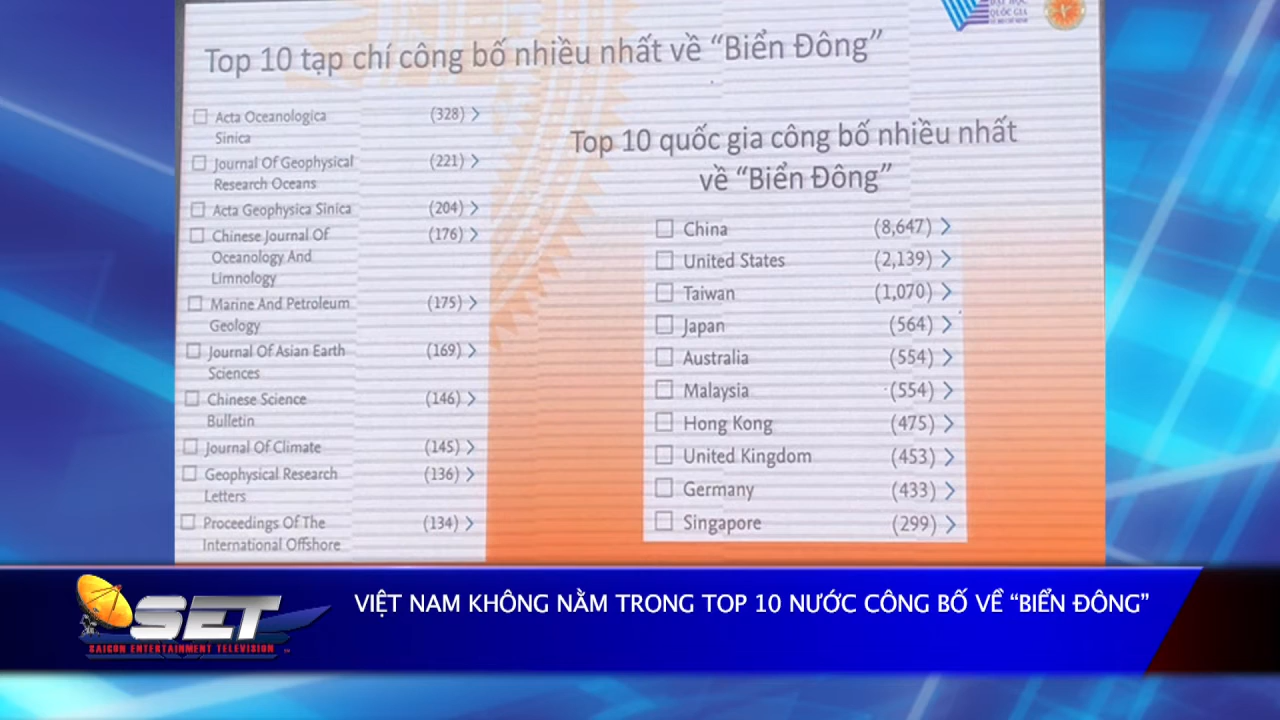 ĐẠI HỌC
QUỐC GIA
Top 10 tạp chí công bố nhiều nhất về “Biển Đông”
Acta Oceanologica (328)
Sinica
Journal Of Geophysical (221)
Research Oceans
Acta Geophysica Sinica (204)
Chinese Journal Of (176)
Oceanology And
Limnology
Marine And Petroleum (175)
Geology
Journal Of Asian Earth (169)
Sciences
Chinese Science (146)
Bulletin
Journal Of Climate (145)
Geophysical Research (136)
Letters
Proceedings Of The (134)
International Offshore
Top 10 quốc gia công bố nhiều nhất
về “Biển Đông”
China (8,647)
United States (2,139)
Taiwan (1,070)
Japan (564)
Australia (554)
Malaysia (554)
Hong Kong (475)
United Kingdom (453)
Germany (433)
Singapore (299)
SET
SAIGON ENTERTAINMENT TELEVISION
VIỆT NAM KHÔNG NẰM TRONG TOP 10 NƯỚC CÔNG BỐ VỀ “BIỂN ĐÔNG”